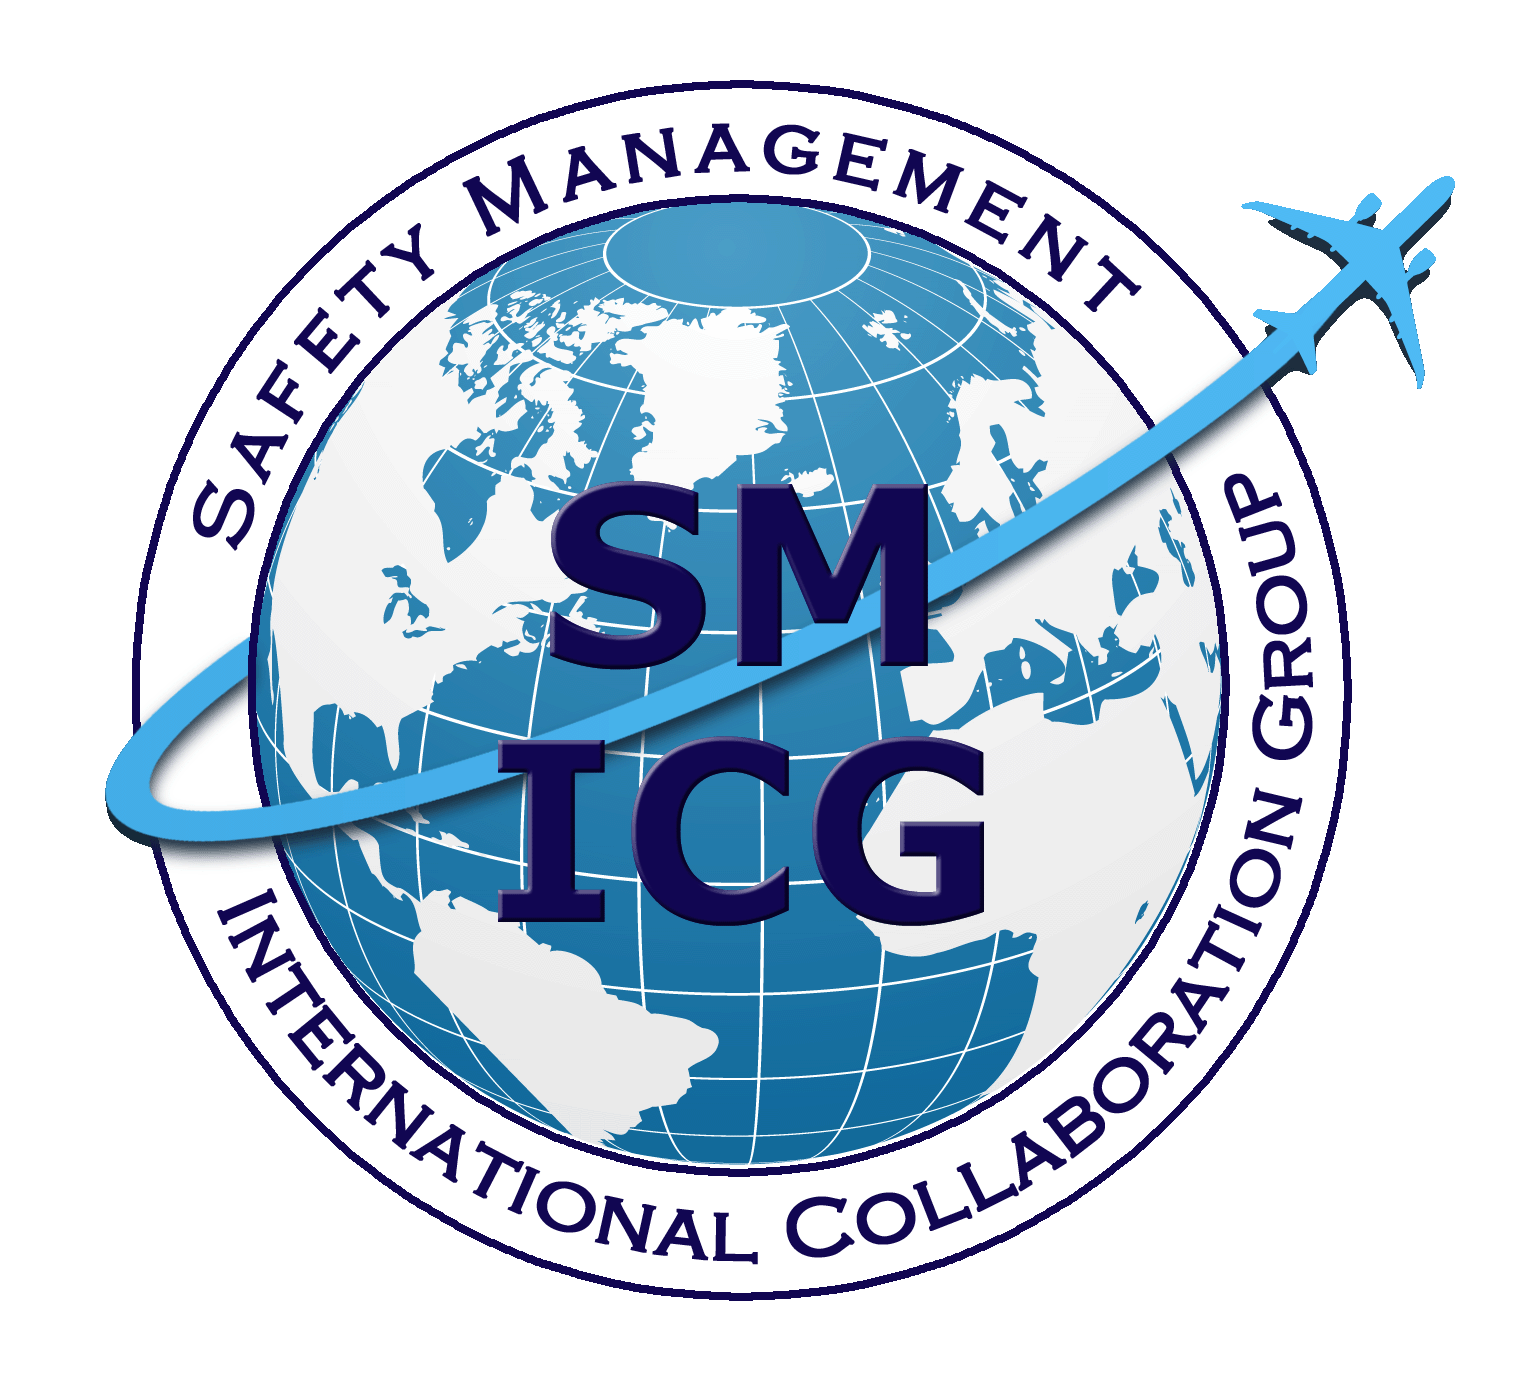 SAFETY MANAGEMENT
SM
ICG
INTERNATIONAL COLLABORATION GROUP